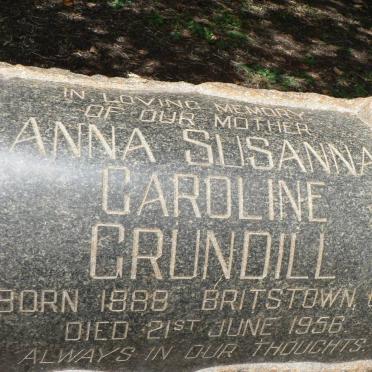 IN LOVING MEMORY
OF OUR MOTHER
ANNA SUSANNA
CAROLINE
CRUNDILL
BORN 1888 BRITSTOWN,
DIED 21ST JUNE 1956.
ALWAYS IN OUR THOUGHTS.